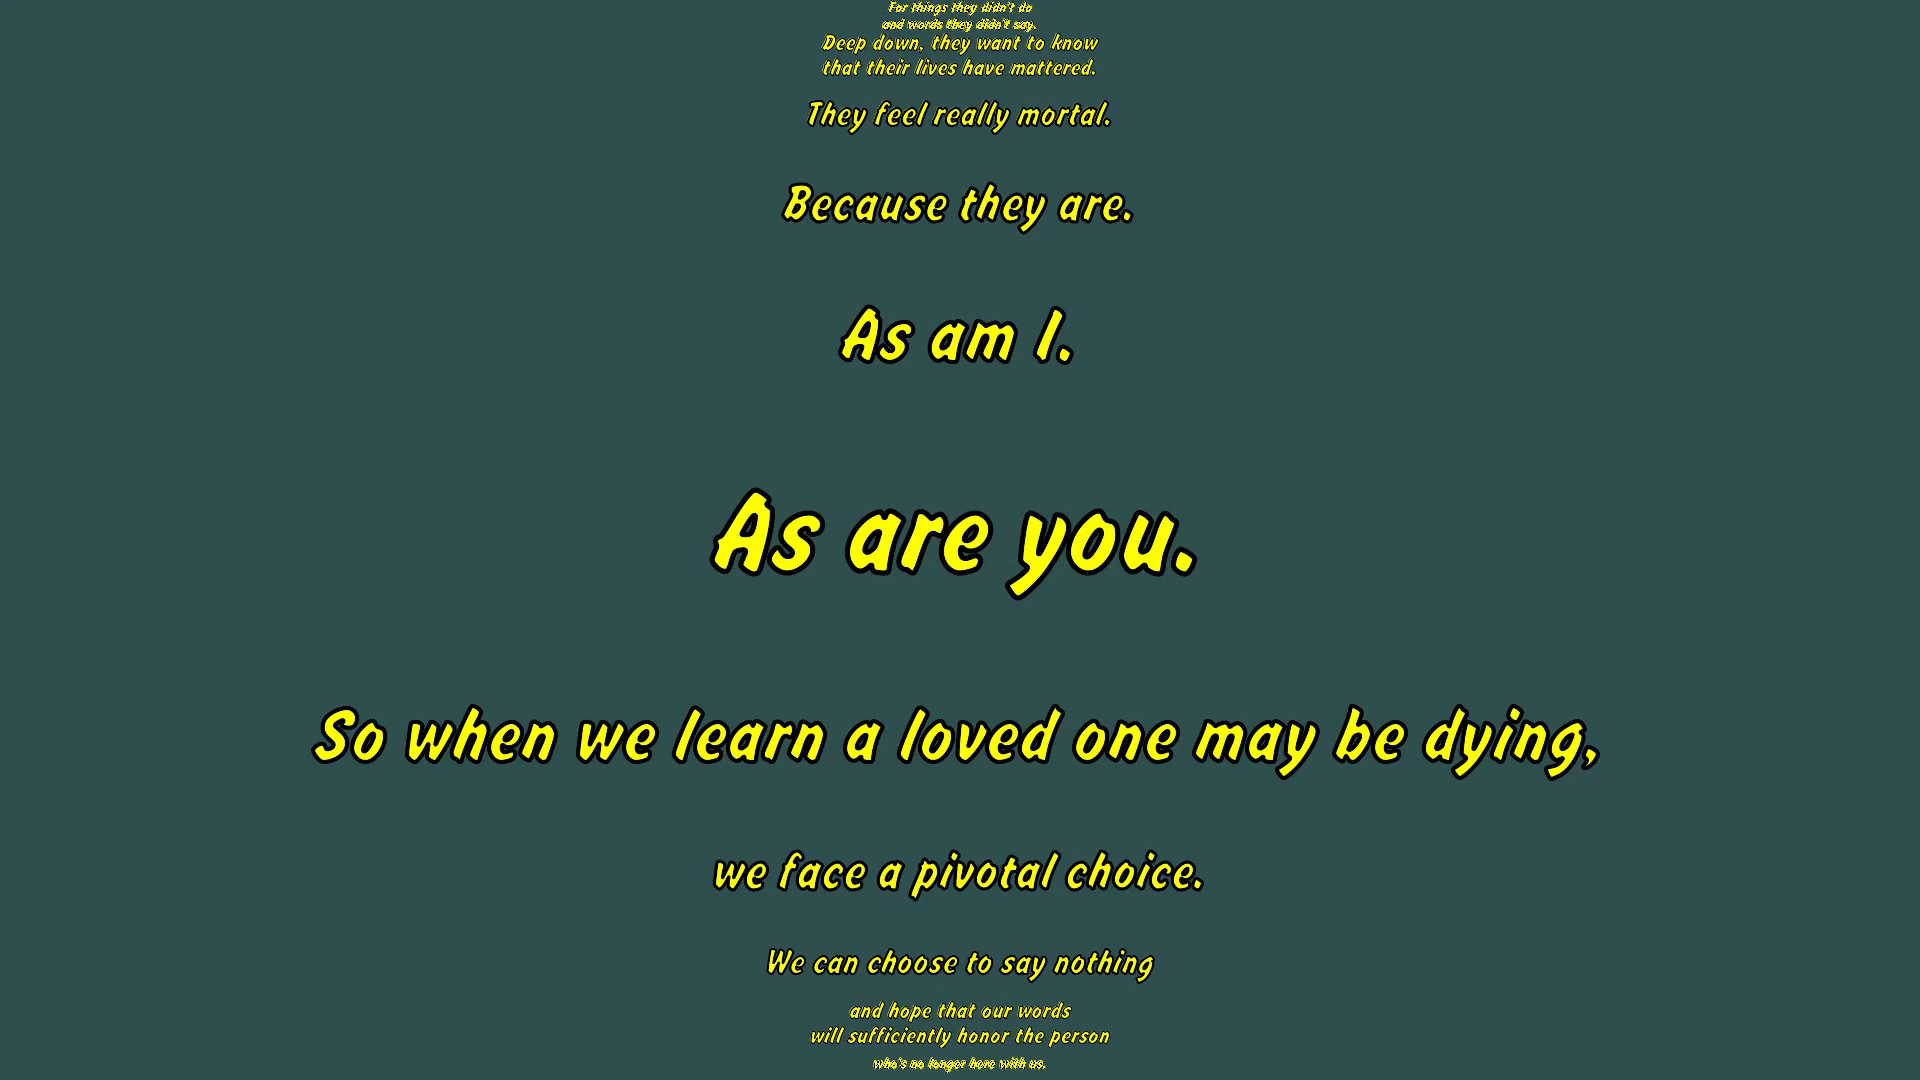 For things they didn't do
and words they didn't say.
Deep down, they want to know
that their lives have mattered.
They feel really mortal.
Because they are.
As am I.
As are you.
So when we learn a loved one may be dying,
we face a pivotal choice.
We can choose to say nothing
and hope that our words
will sufficiently honor the person
who's no longer here with us.